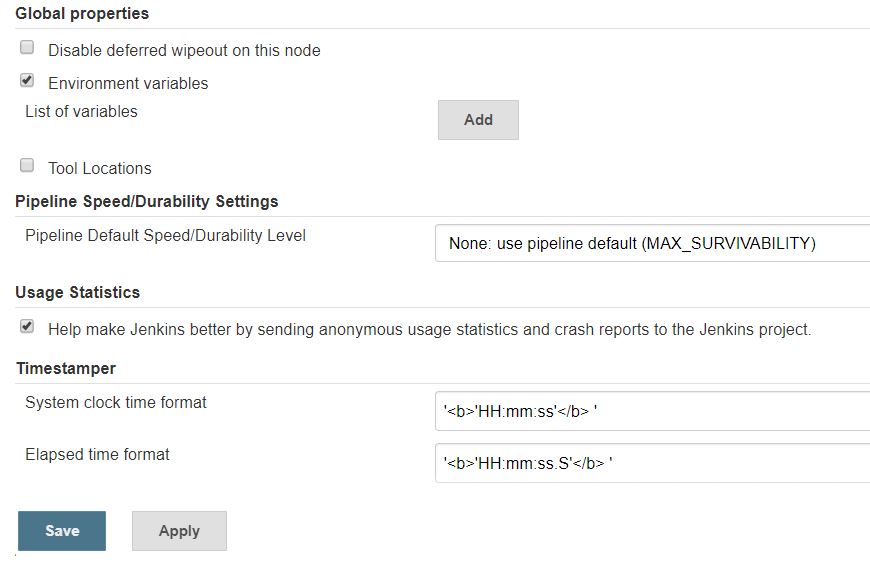 Global properties
Disable deferred wipeout on this node
Environment variables
List of variables
Add
Tool Locations
Pipeline Speed/Durability Settings
Pipeline Default Speed/Durability Level
None: use pipeline default (MAX_SURVIVABILITY)
Usage Statistics
Help make Jenkins better by sending anonymous usage statistics and crash reports to the Jenkins project.
Timestamper
System clock time format
'<b>'HH:mm:ss'</b> '
Elapsed time format
'<b>'HH:mm:ss.S'</b> '
Save Apply